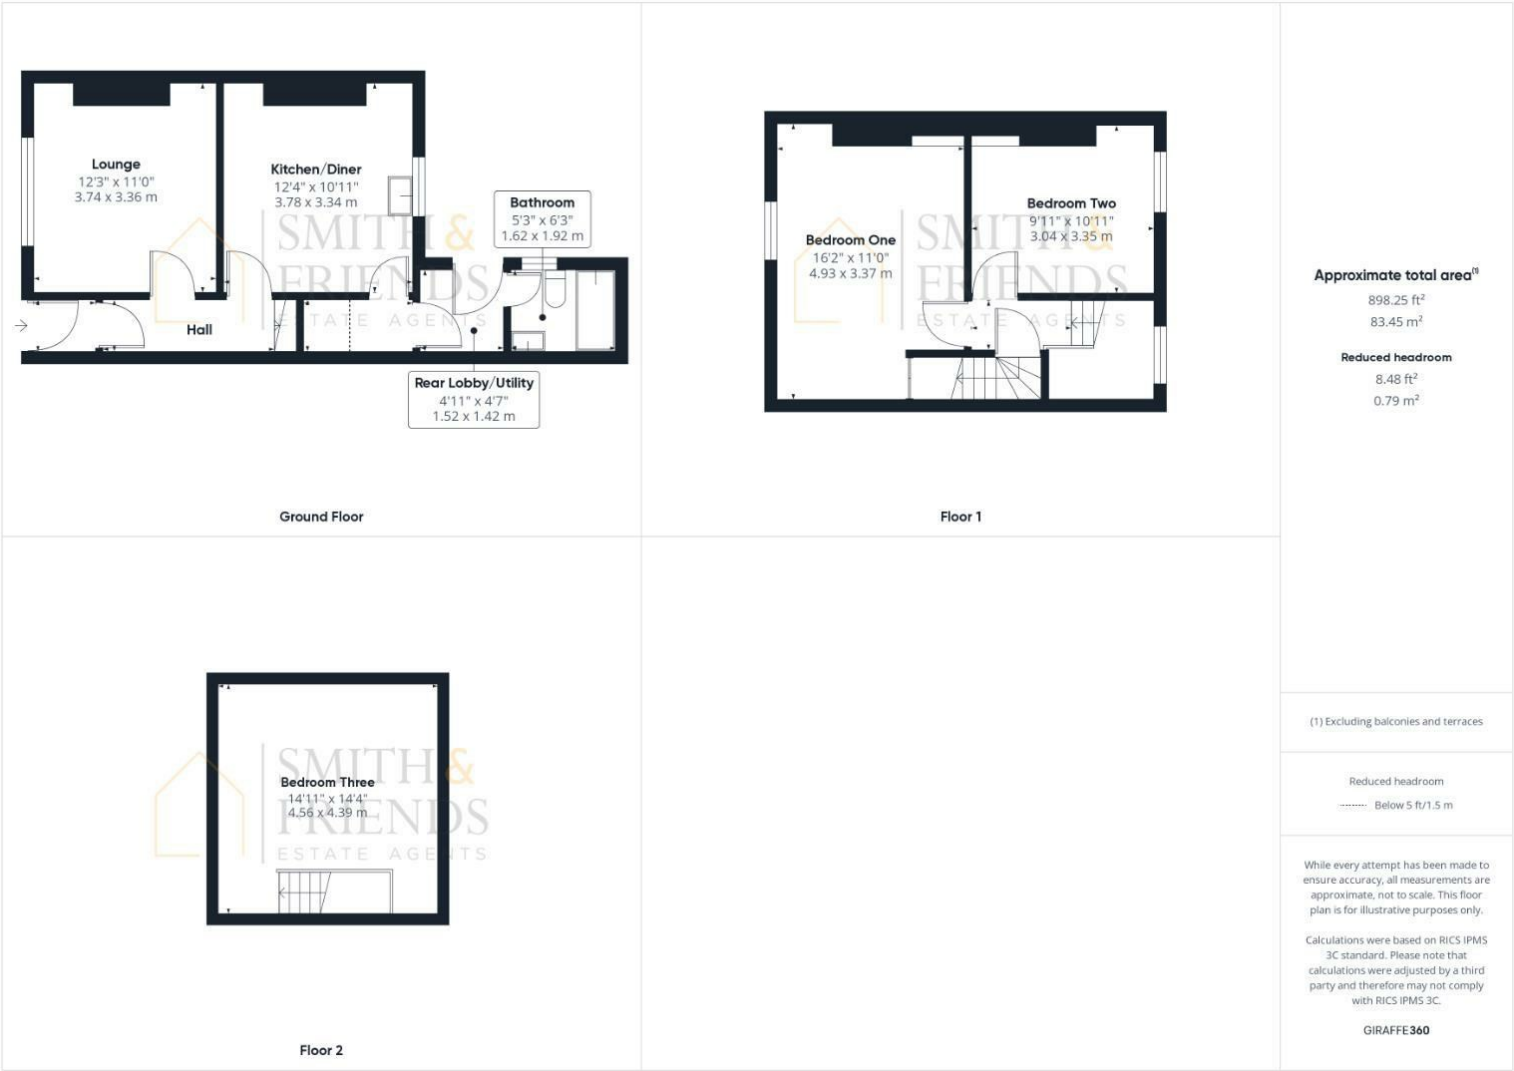 Lounge
12'3" x 11'0"
3.74 x 3.36 m
Kitchen/Diner
12'4" x 10'11"
3.78 x 3.34 m
Bathroom
5'3" x 6'3"
1.62 x 1.92 m
SMITH &
FRIENDS
ESTATE AGENTS
Hall
Rear Lobby/Utility
4'11" x 4'7"
1.52 x 1.42 m
Ground Floor
Bedroom One
16'2" x 11'0"
4.93 x 3.37 m
Bedroom Two
9'11" x 10'11"
3.04 x 3.35 m
SMITH &
FRIENDS
ESTATE AGENTS
Floor 1
Bedroom Three
14'11" x 14'4"
4.56 x 4.39 m
SMITH &
FRIENDS
ESTATE AGENTS
Floor 2
Approximate total area(1)
898.25 ft²
83.45 m²
Reduced headroom
8.48 ft²
0.79 m²
(1) Excluding balconies and terraces
Reduced headroom
Below 5 ft/1.5 m
While every attempt has been made to
ensure accuracy, all measurements are
approximate, not to scale. This floor
plan is for illustrative purposes only.
Calculations were based on RICS IPMS
3C standard. Please note that
calculations were adjusted by a third
party and therefore may not comply
with RICS IPMS 3C.
GIRAFFE360